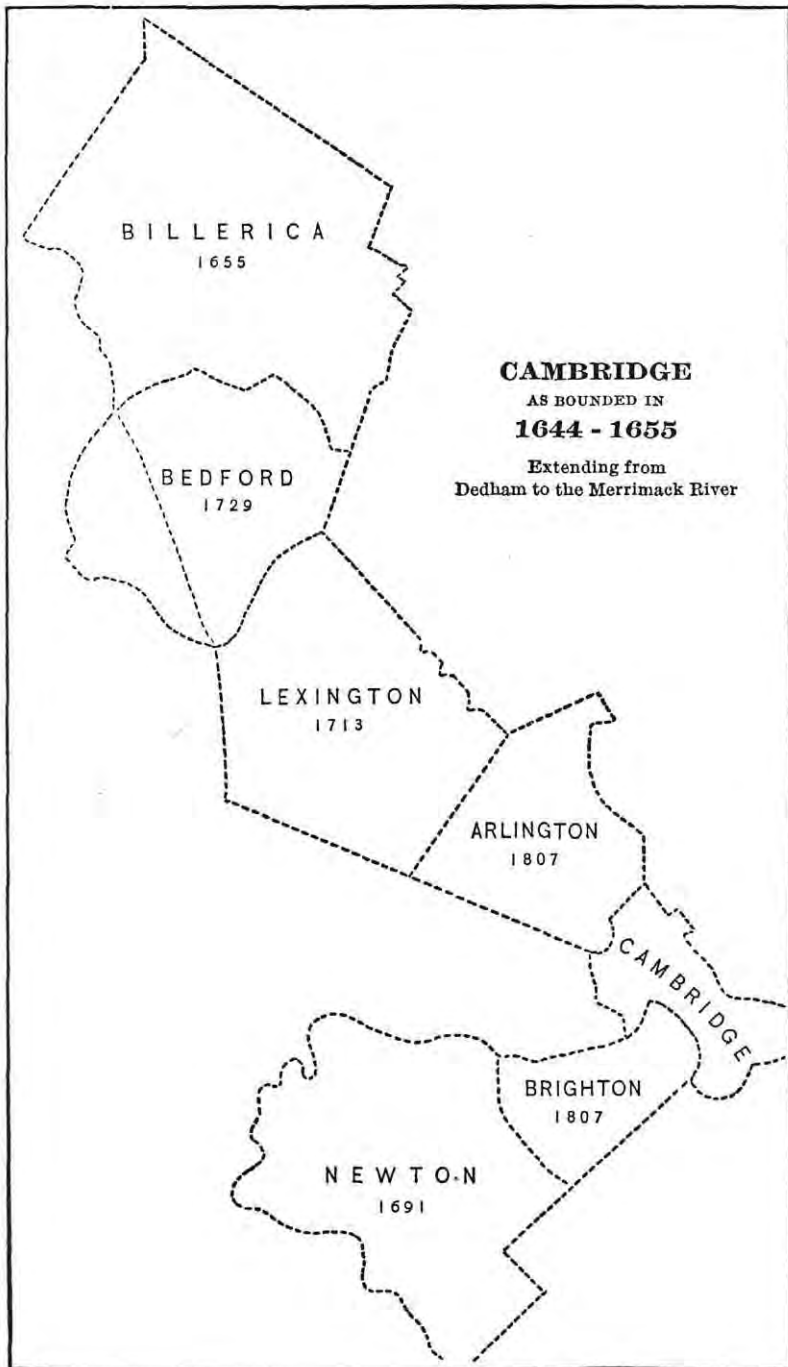 BILLERICA
1655
CAMBRIDGE
AS BOUNDED IN
1644 - 1655
Extending from
Dedham to the Merrimack River
BEDFORD
1729
LEXINGTON
1713
ARLINGTON
1807
CAMBRIDGE
BRIGHTON
1807
NEWTON
1691